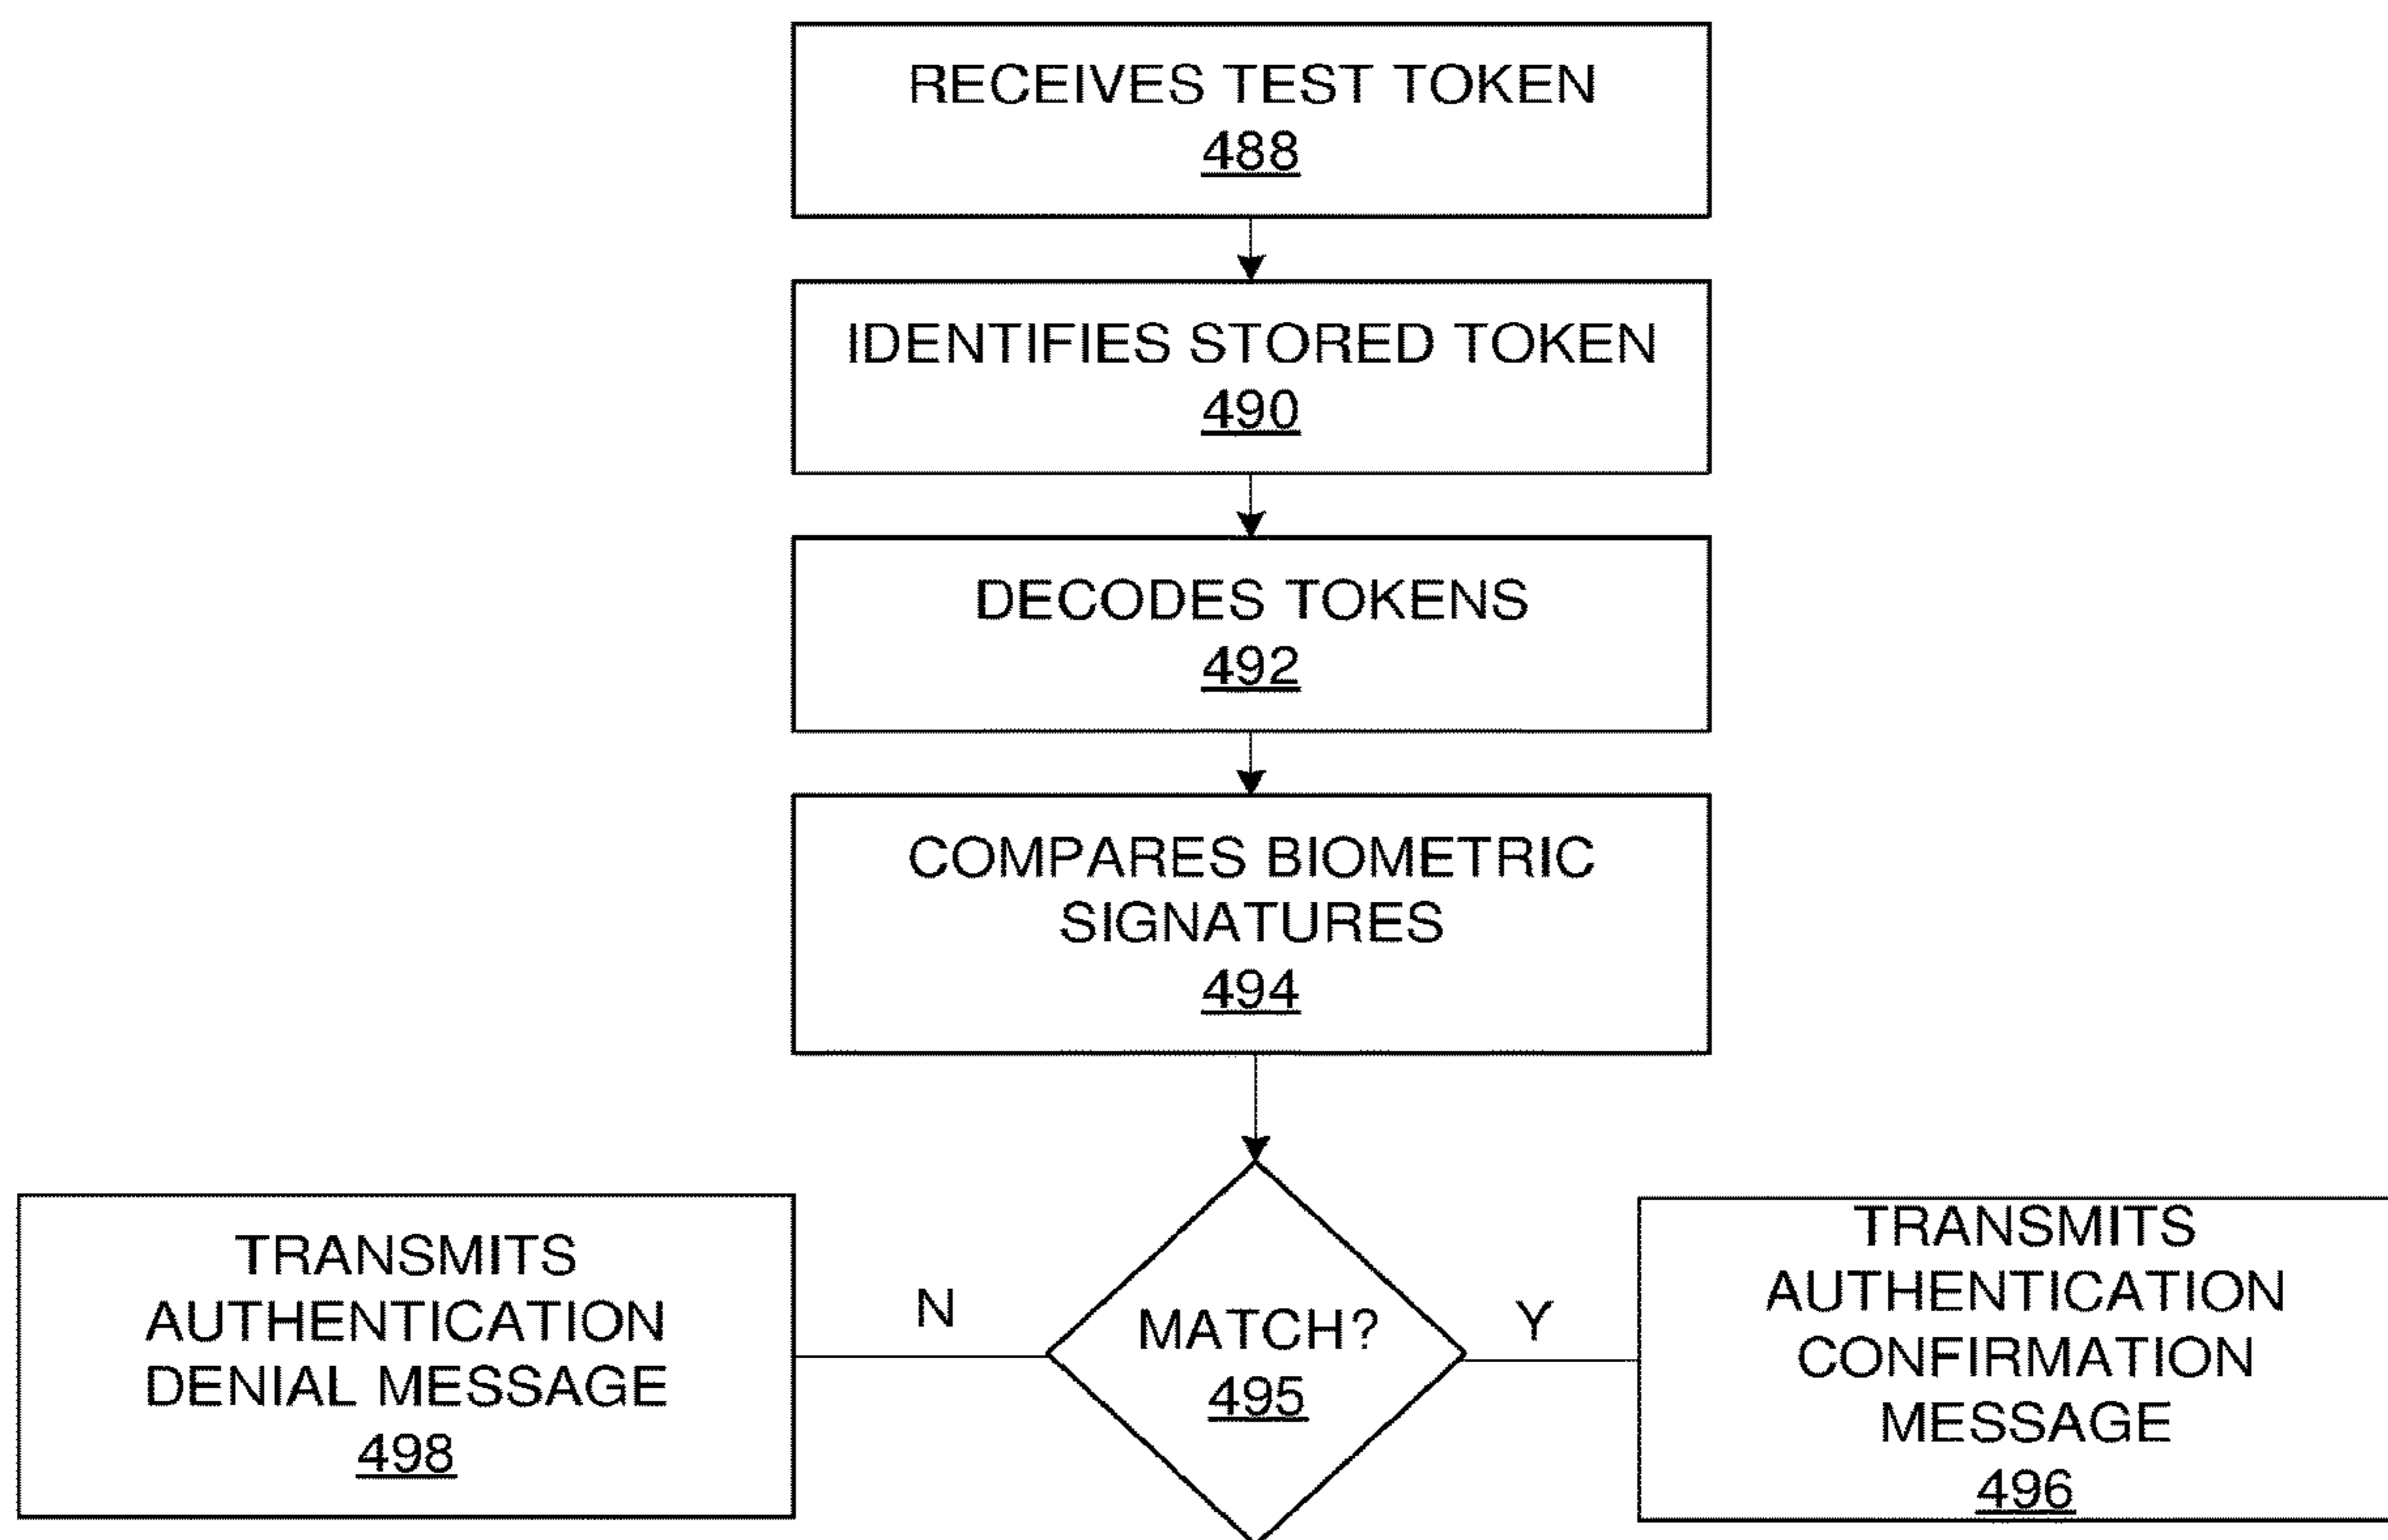 RECEIVES TEST TOKEN
488
IDENTIFIES STORED TOKEN
490
DECODES TOKENS
492
COMPARES BIOMETRIC
SIGNATURES
494
TRANSMITS
AUTHENTICATION
DENIAL MESSAGE
498
N
MATCH?
495
Y
TRANSMITS
AUTHENTICATION
CONFIRMATION
MESSAGE
496